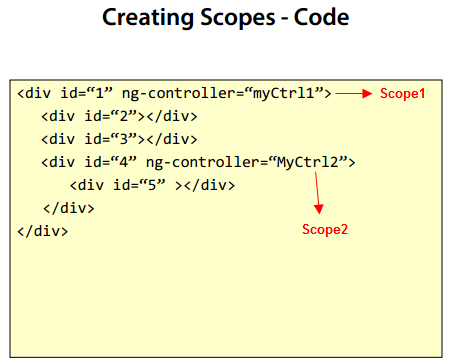 Creating Scopes - Code
<div id=“1” ng-controller=“myCtrl1”> Scope1
<div id=“2”></div>
<div id=“3”></div>
<div id=“4” ng-controller=“MyCtrl2”>
<div id=“5” ></div>
</div>
Scope2
</div>